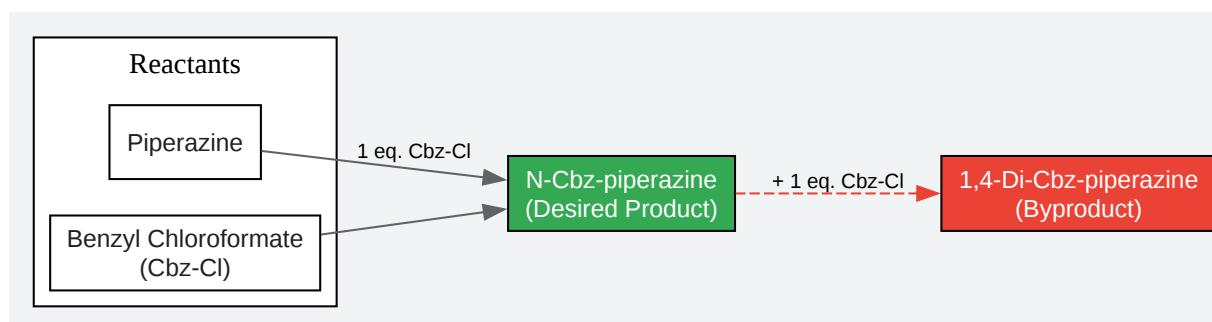 Reactants
Piperazine
1 eq. Cbz-Cl
Benzyl Chloroformate
(Cbz-Cl)
N-Cbz-piperazine
(Desired Product)
+ 1 eq. Cbz-Cl
1,4-Di-Cbz-piperazine
(Byproduct)